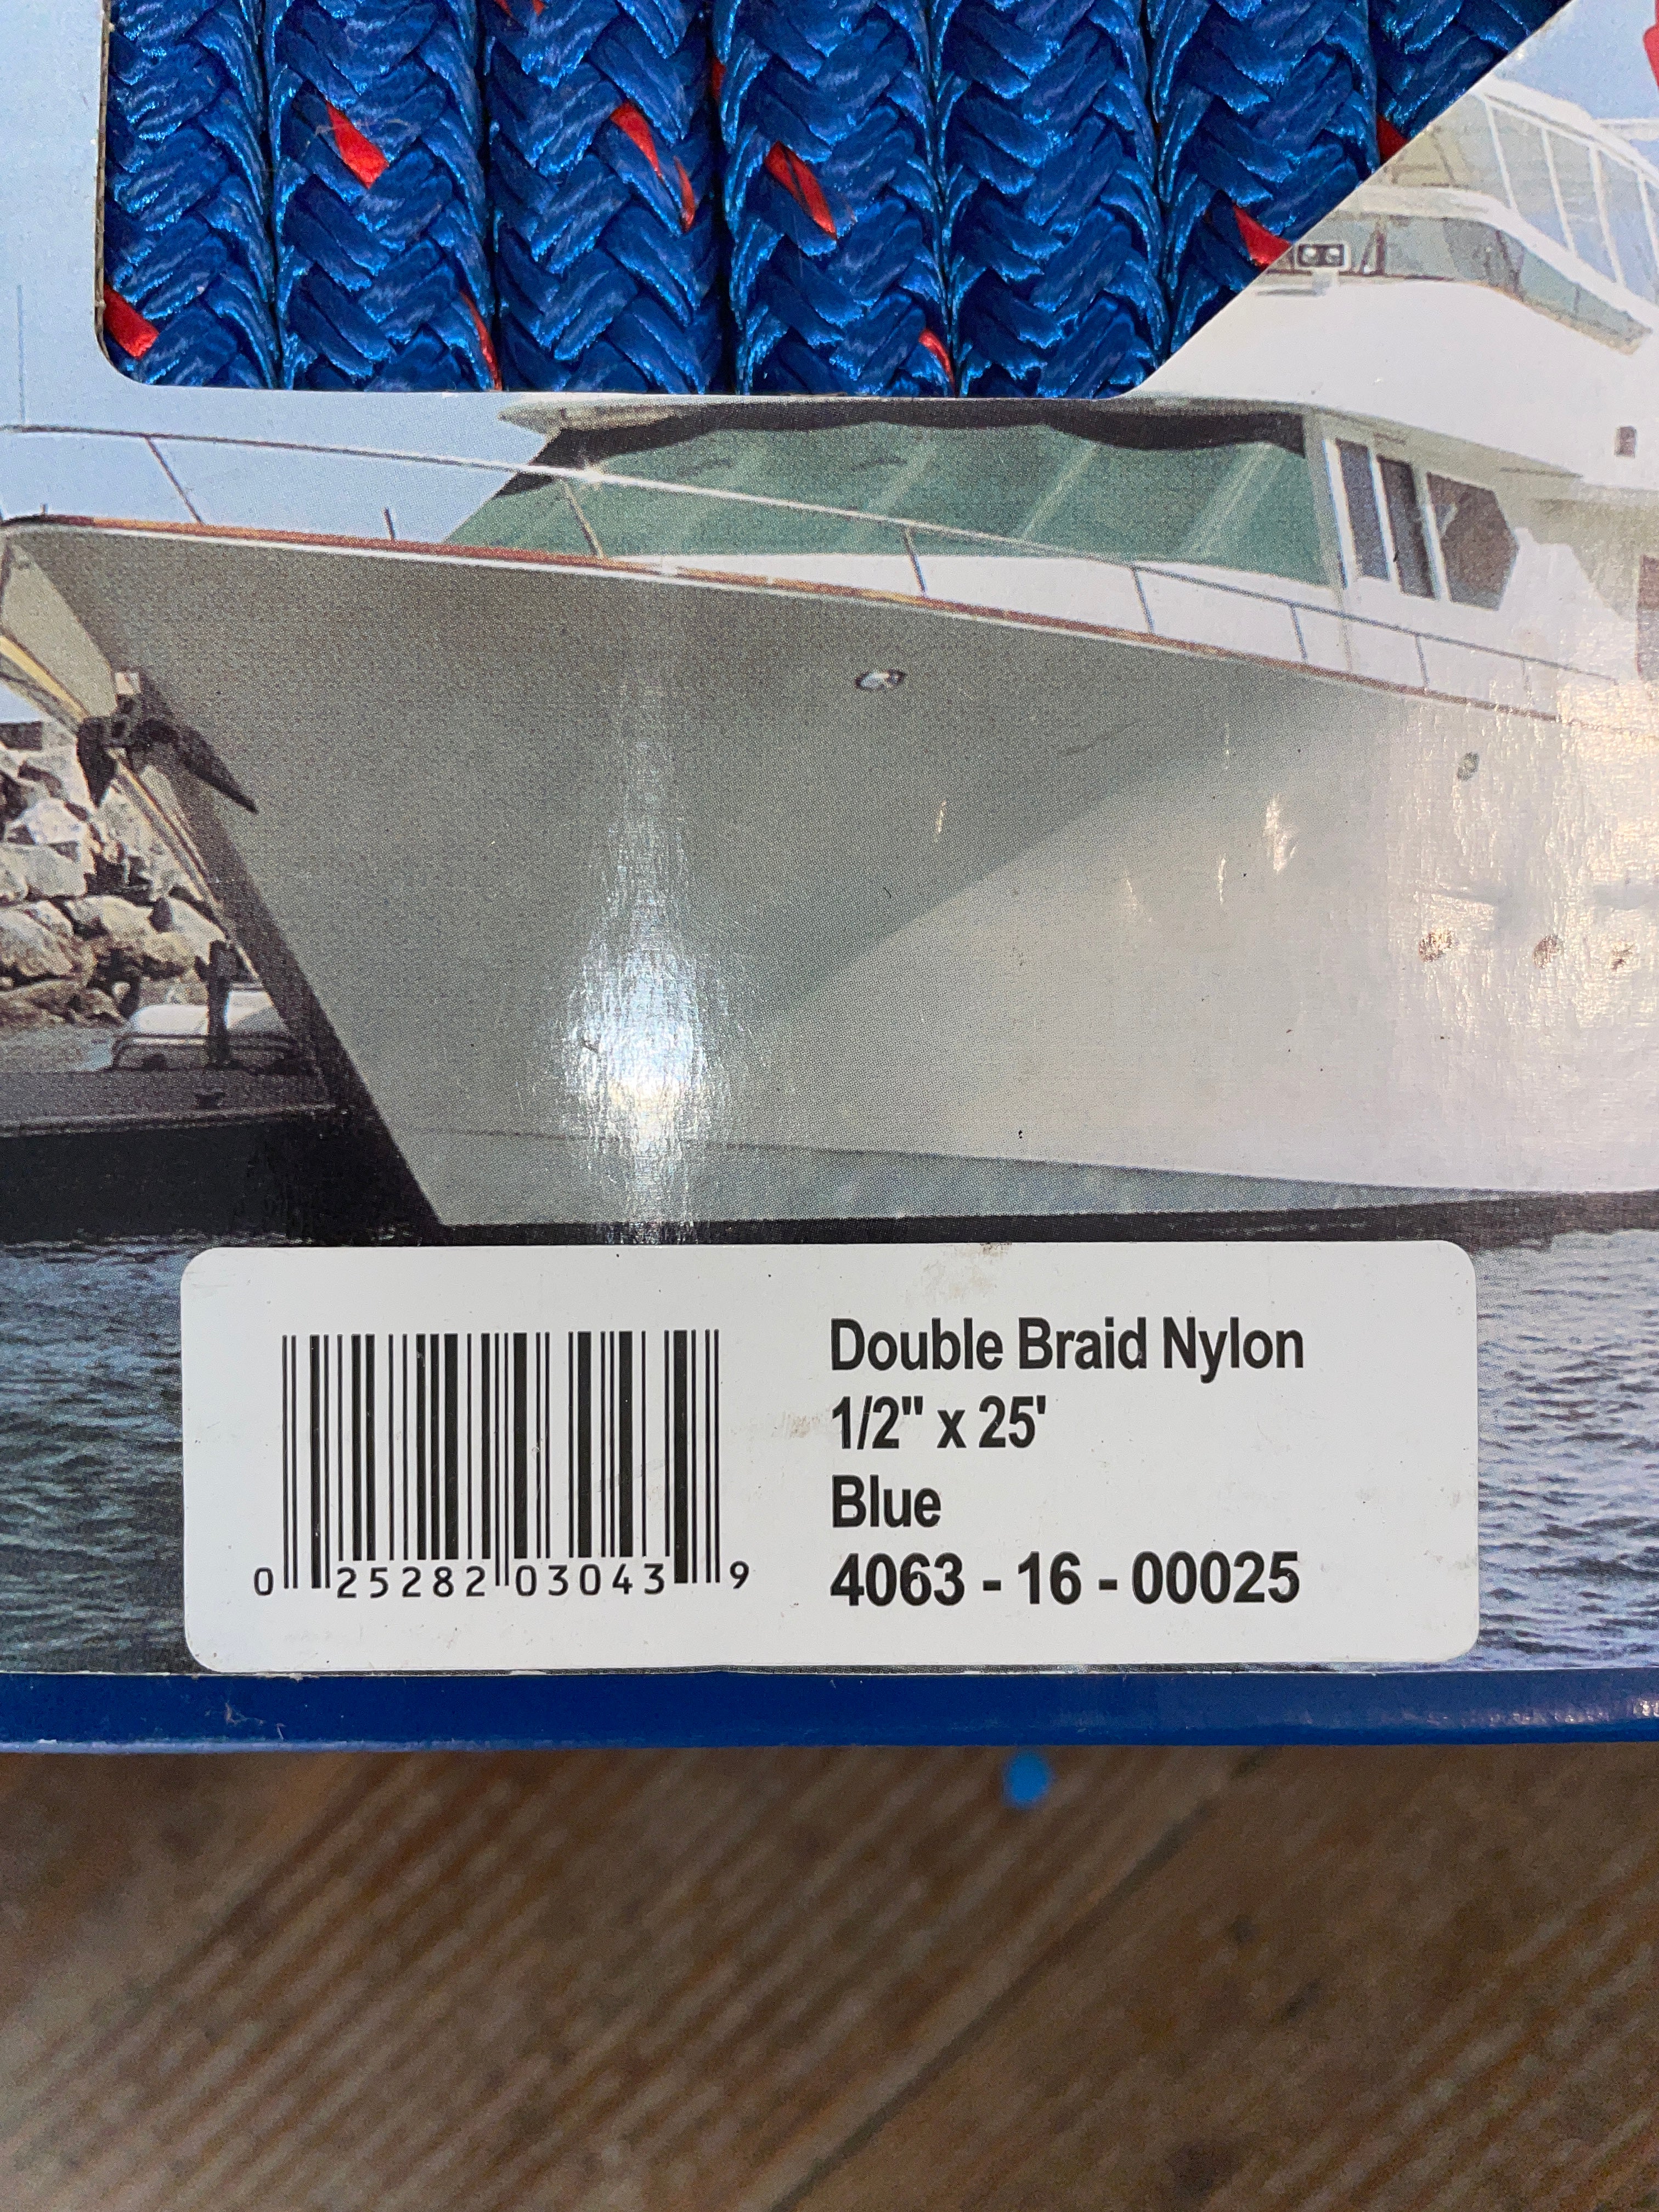 Double Braid Nylon
1/2" x 25'
Blue
4063 - 16 - 00025
0 25282 03043 9